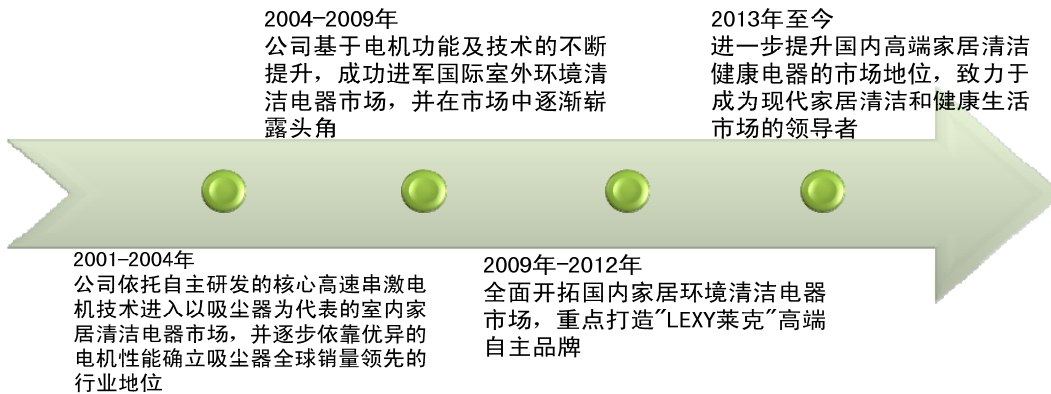 2004-2009年
公司基于电机功能及技术的不断
提升，成功进军国际室外环境清
洁电器市场，并在市场中逐渐崭
露头角
2013年至今
进一步提升国内高端家居清洁
健康电器的市场地位，致力于
成为现代家居清洁和健康生活
市场的领导者
2001-2004年
公司依托自主研发的核心高速串激电
机技术进入以吸尘器为代表的室内家
居清洁电器市场，并逐步依靠优异的
电机性能确立吸尘器全球销量领先的
行业地位
2009年-2012年
全面开拓国内家居环境清洁电器
市场，重点打造"LEXY莱克"高端
自主品牌